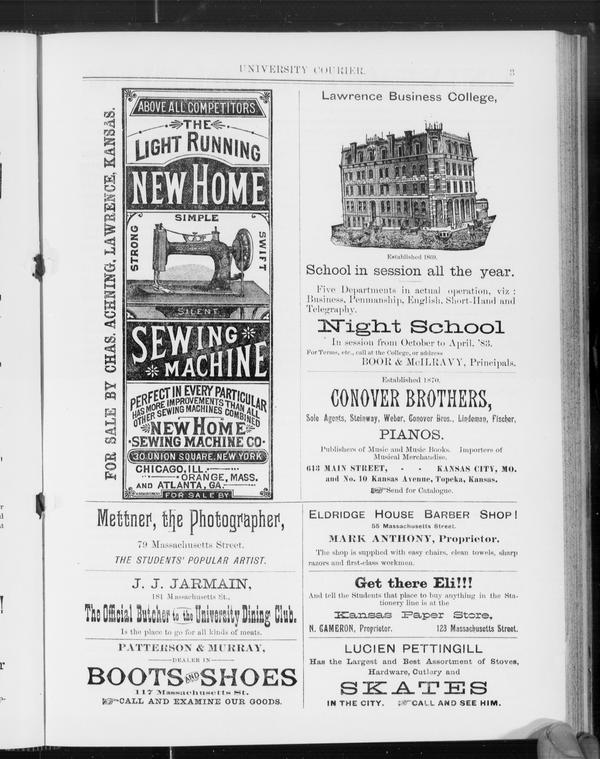 UNIVERSITY COURIER.
3
FOR SALE BY CHAS. ACHNING, LAWRENCE, KANSAS.
ABOVE ALL COMPETITORS
THE
LIGHT RUNNING
NEW HOME
SIMPLE
STRONG
SWIFT
SILENT
SEWING
MACHINE
PERFECT IN EVERY PARTICULAR
HAS MORE IMPROVEMENTS THAN ALL
OTHER SEWING MACHINES COMBINED
NEW HOME
SEWING MACHINE CO.
30 UNION SQUARE, NEW YORK
CHICAGO, ILL.
ORANGE, MASS.
AND ATLANTA, GA.
FOR SALE BY
Mettner, the Photographer,
79 Massachusetts Street.
THE STUDENTS' POPULAR ARTIST.
J. J. JARMAIN,
181 Massachusetts St.,
The Official Butcher to the University Dining Club.
Is the place to go for all kinds of meats.
PATTERSON & MURRAY,
DEALER IN
BOOTS AND SHOES
117 Massachusetts St.
CALL AND EXAMINE OUR GOODS.
Lawrence Business College,
Established 1869.
School in session all the year.
Five Departments in actual operation, viz :
Business, Penmanship, English, Short-Hand and
Telegraphy.
Night School
In session from October to April, '83.
For Terms, etc., call at the College, or address
BOOR & McILRAVY, Principals.
Established 1870.
CONOVER BROTHERS,
Sole Agents, Steinway, Weber, Conover Bros., Lindeman, Fischer,
PIANOS.
Publishers of Music and Music Books. Importers of
Musical Merchandise.
613 MAIN STREET, - - KANSAS CITY, MO.
and No. 10 Kansas Avenue, Topeka, Kansas.
Send for Catalogue.
ELDRIDGE HOUSE BARBER SHOP!
55 Massachusetts Street.
MARK ANTHONY, Proprietor.
The shop is supplied with easy chairs, clean towels, sharp
razors and first-class workmen.
Get there Eli!!!
And tell the Students that place to buy anything in the Sta-
tionery line is at the
Kansas Paper Store,
N. CAMERON, Proprietor. 123 Massachusetts Street.
LUCIEN PETTINGILL
Has the Largest and Best Assortment of Stoves,
Hardware, Cutlery and
SKATES
IN THE CITY. CALL AND SEE HIM.